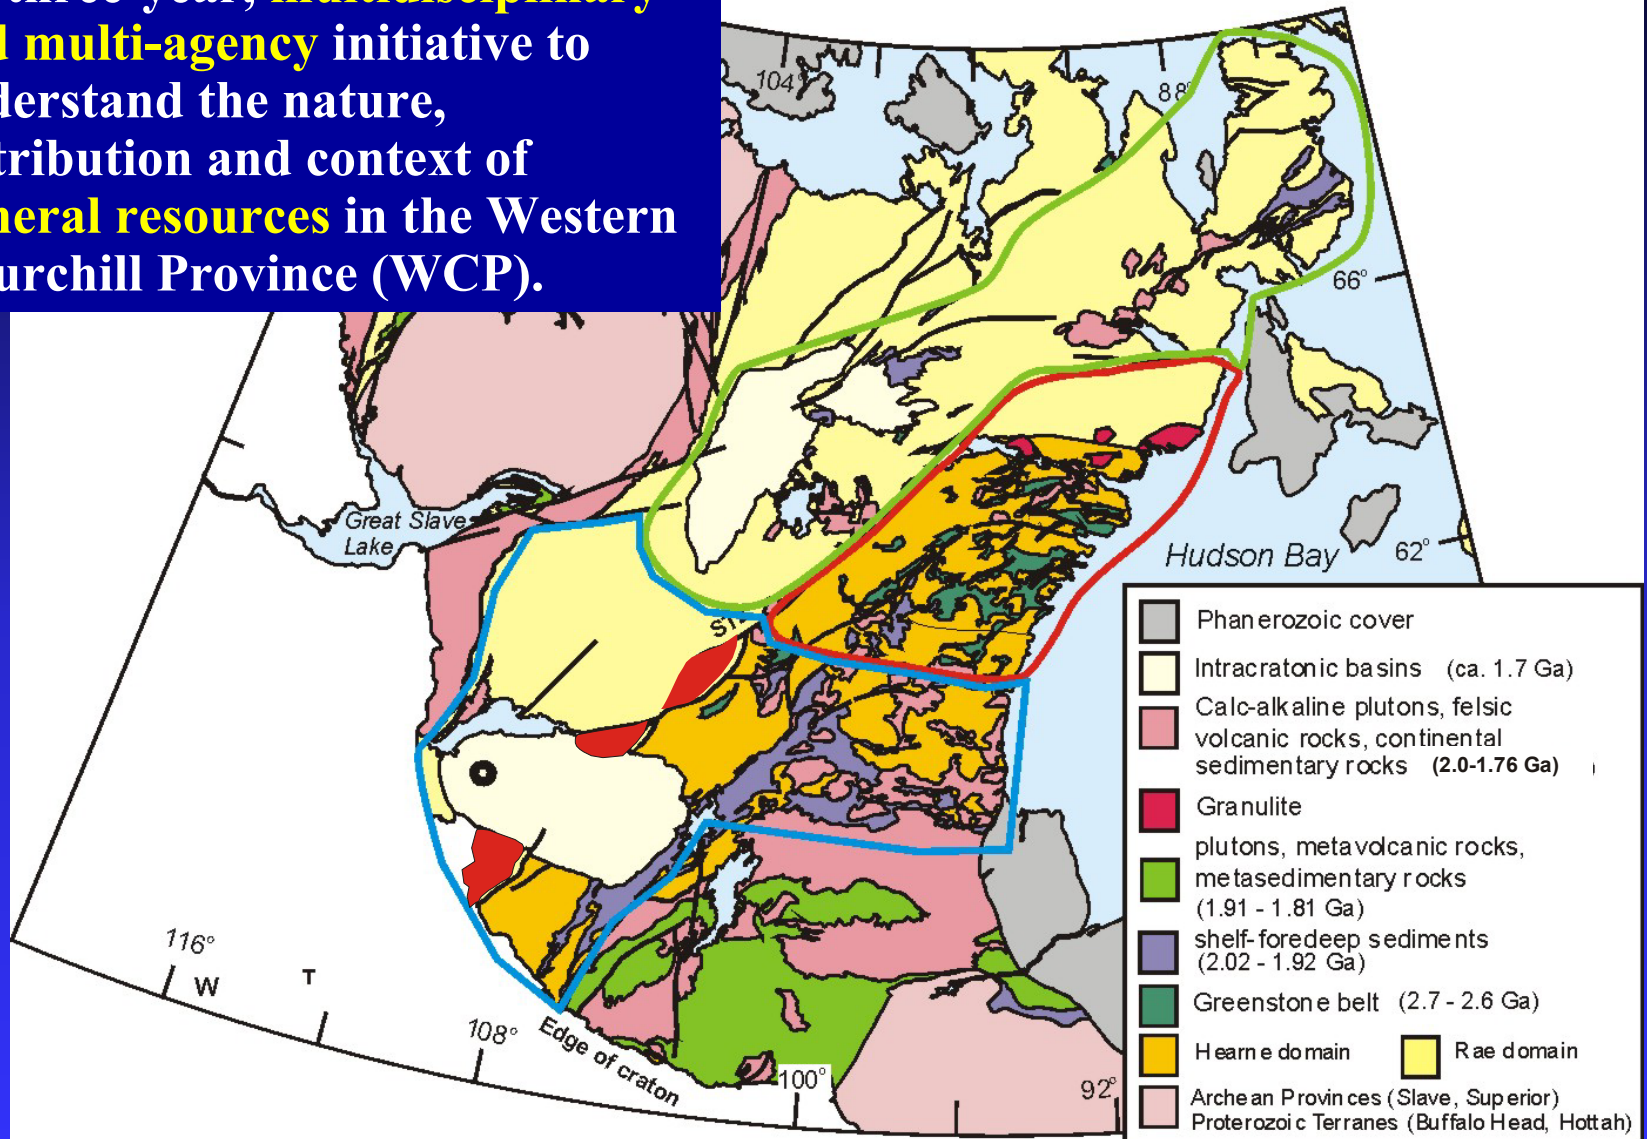 three-year, multidisciplinary
multi-agency initiative to
the nature,
and context of
resources in the Western
Province (WCP).
104°
88°
66°
Great Slave
Lake
Hudson Bay
62°
116°
W
T
108°
Edge of craton
100°
92°
Phanerozoic cover
Intracratonic basins (ca. 1.7 Ga)
Calc-alkaline plutons, felsic
volcanic rocks, continental
sedimentary rocks (2.0-1.76 Ga)
Granulite
plutons, metavolcanic rocks,
metasedimentary rocks
(1.91 - 1.81 Ga)
shelf-foredeep sediments
(2.02 - 1.92 Ga)
Greenstone belt (2.7 - 2.6 Ga)
Hearne domain Rae domain
Archean Provinces (Slave, Superior)
Proterozoic Terranes (Buffalo Head, Hottah)